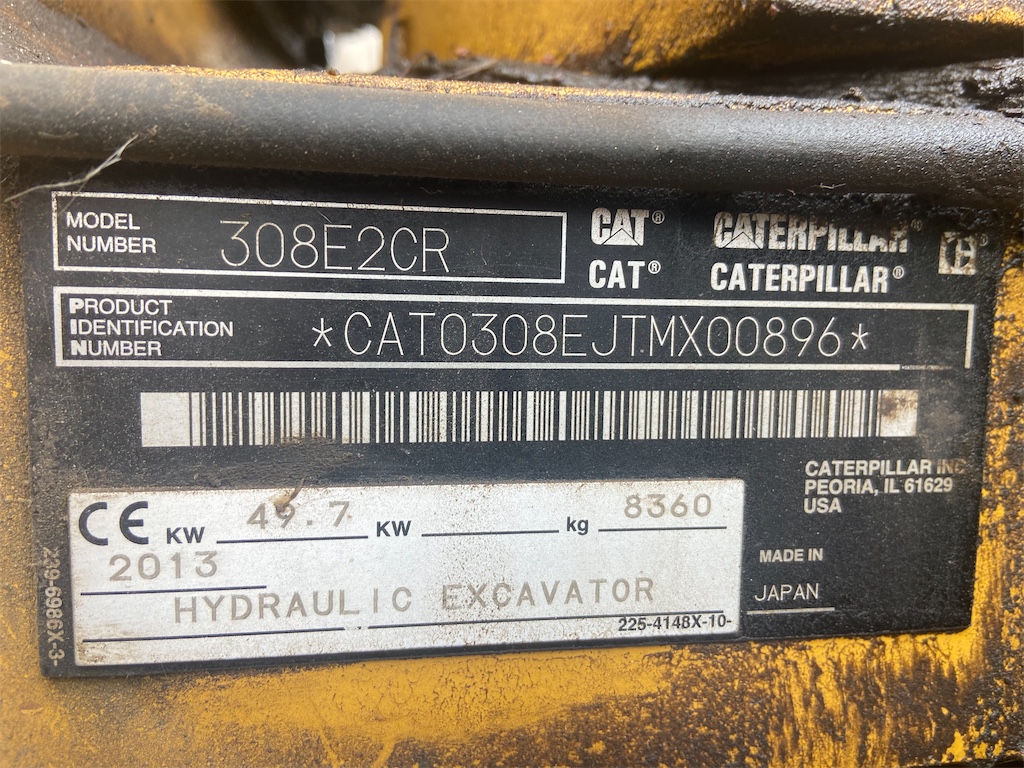 MODEL
NUMBER
308E2CR
CAT® CATERPILLAR®
CAT® CATERPILLAR®
PRODUCT
IDENTIFICATION
NUMBER
*CAT0308EJTMX00896*
CATERPILLAR INC
PEORIA, IL 61629
USA
CE KW 49.7 KW kg 8360
2013
HYDRAULIC EXCAVATOR
225-4148X-10-
MADE IN
JAPAN
239-6986X-3-